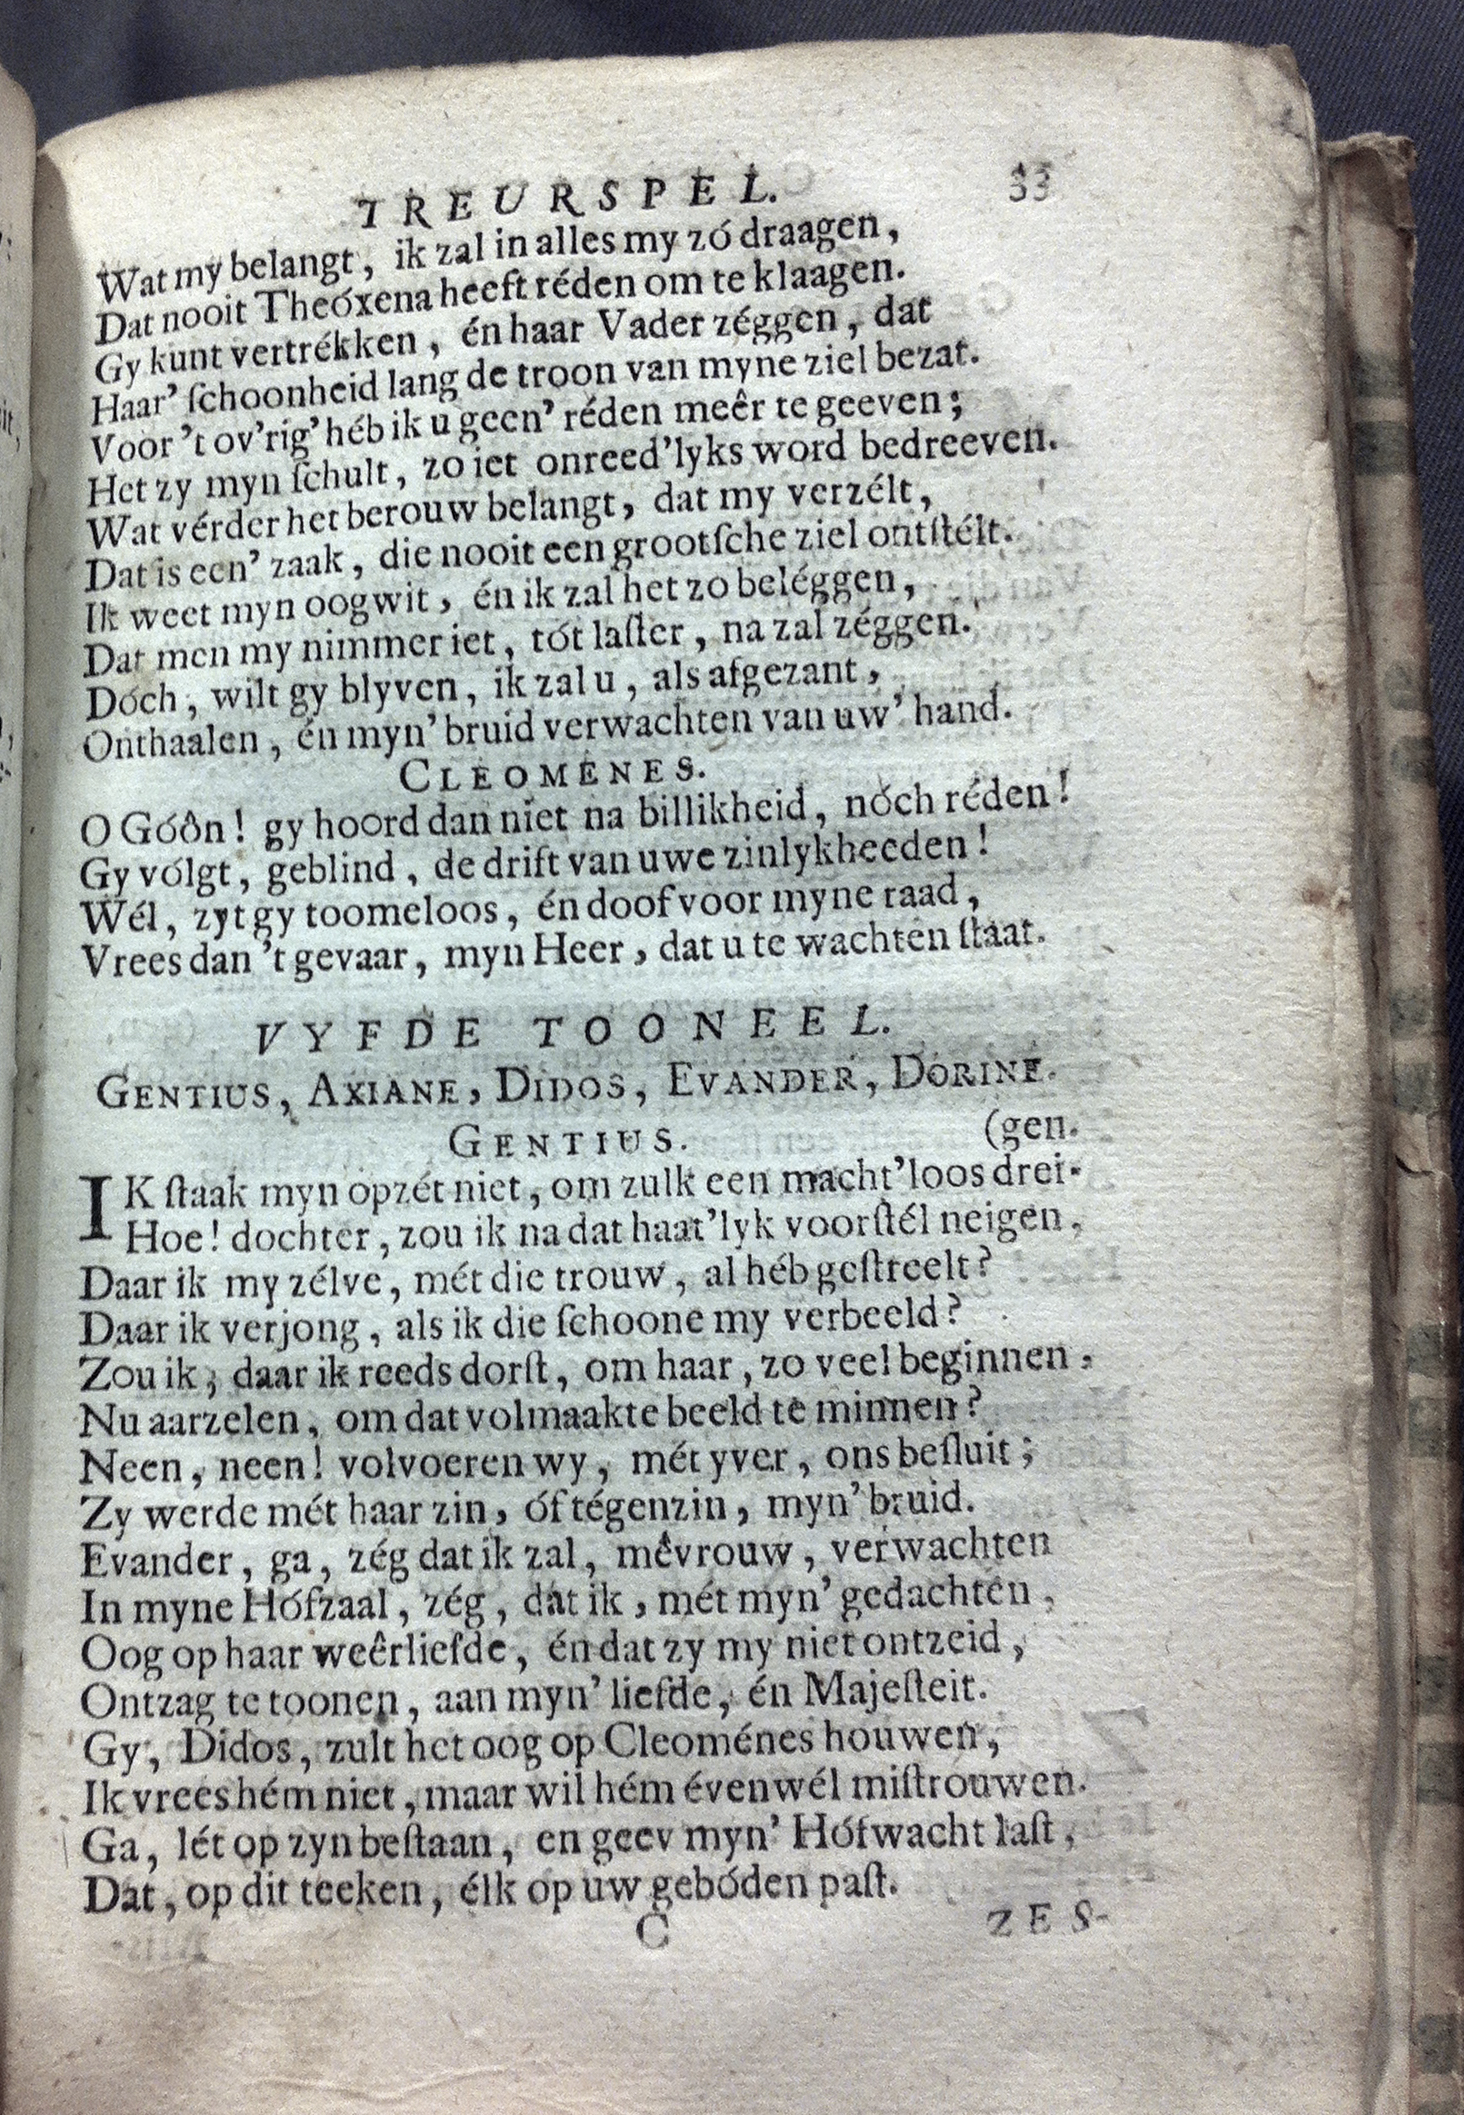 TREURSPEL. 33
Wat my belangt, ik zal in alles my zó draagen,
Dat nooit Theóxena heeft réden om te klaagen.
Gy kunt vertrékken, én haar Vader zéggen, dat
Haar' ſchoonheid lang de troon van myne ziel bezat.
Voor 't ov'rig' héb ik u geen' réden meêr te geeven;
Het zy myn ſchult, zo iet onreed'lyks word bedreeven.
Wat vérder het berouw belangt, dat my verzélt,
Dat is een' zaak, die nooit een grootſche ziel ontſtélt.
Ik weet myn oogwit, én ik zal het zo beléggen,
Dat men my nimmer iet, tót laſter, na zal zéggen.
Dóch, wilt gy blyven, ik zal u, als afgezant,
Onthaalen, én myn' bruid verwachten van uw' hand.
CLEOMÉNES.
O Góôn! gy hoord dan niet na billikheid, nóch réden!
Gy vólgt, geblind, de drift van uwe zinlykheeden!
Wél, zyt gy toomeloos, én doof voor myne raad,
Vrees dan 't gevaar, myn Heer, dat u te wachten ſtaat.
VYFDE TOONEEL.
GENTIUS, AXIANE, DIDOS, EVANDER, DORINE.
GENTIUS. (gen.
IK ſtaak myn opzét niet, om zulk een macht'loos drei-
Hoe! dochter, zou ik na dat haat'lyk voorſtél neigen,
Daar ik my zélve, mét die trouw, al héb geſtreelt?
Daar ik verjong, als ik die ſchoone my verbeeld?
Zou ik, daar ik reeds dorſt, om haar, zo veel beginnen,
Nu aarzelen, om dat volmaakte beeld te minnen?
Neen, neen! volvoeren wy, mét yver, ons beſluit;
Zy werde mét haar zin, óf tégenzin, myn' bruid.
Evander, ga, zég dat ik zal, mêvrouw, verwachten
In myne Hófzaal, zég, dat ik, mét myn' gedachten,
Oog op haar weêrliefde, én dat zy my niet ontzeid,
Ontzag te toonen, aan myn' liefde, én Majeſteit.
Gy, Didos, zult het oog op Cleoménes houwen,
Ik vrees hém niet, maar wil hém évenwél miſtrouwen.
Ga, lét op zyn beſtaan, en geev myn' Hófwacht laſt,
Dat, op dit teeken, élk op uw gebóden paſt.
C ZES-